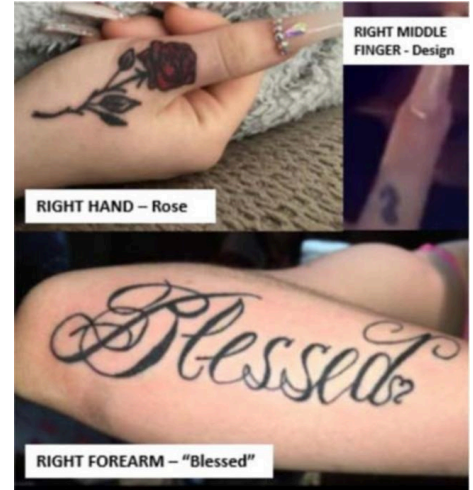 RIGHT MIDDLE
FINGER - Design
RIGHT HAND – Rose
Blessed
RIGHT FOREARM – “Blessed”